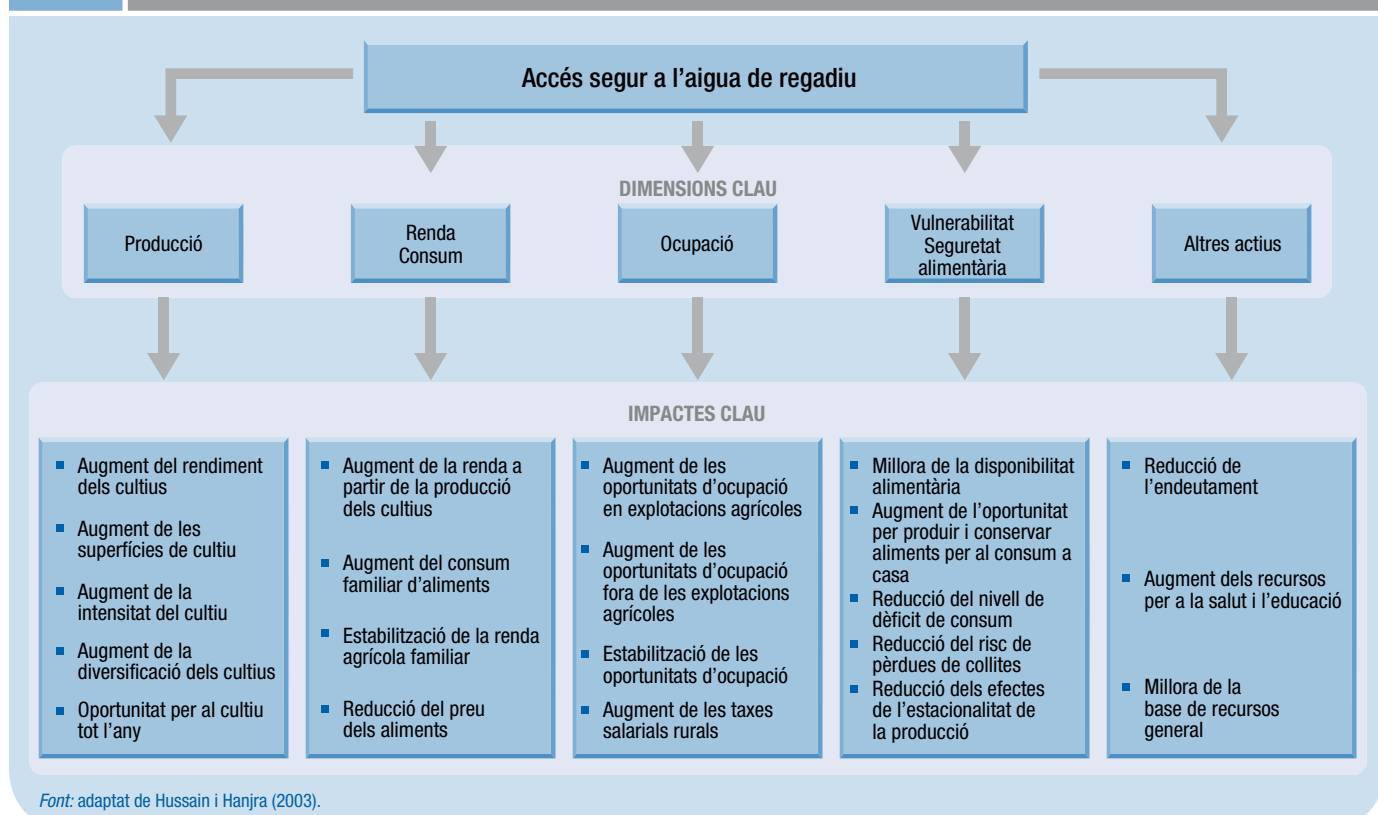 Accés segur a l'aigua de regadiu
DIMENSIONS CLAU
Producció
Renda
Consum
Ocupació
Vulnerabilitat
Seguretat
alimentària
Altres actius
IMPACTES CLAU
Augment del rendiment
dels cultius
Augment de les
superfícies de cultiu
Augment de la
intensitat del cultiu
Augment de la
diversificació dels cultius
Oportunitat per al cultiu
tot l'any
Augment de la renda a
partir de la producció
dels cultius
Augment del consum
familiar d'aliments
Estabilització de la renda
agrícola familiar
Reducció del preu
dels aliments
Augment de les
oportunitats d'ocupació
en explotacions agrícoles
Augment de les
oportunitats d'ocupació
fora de les explotacions
agrícoles
Estabilització de les
oportunitats d'ocupació
Augment de les taxes
salarials rurals
Millora de la disponibilitat
alimentària
Augment de l'oportunitat
per produir i conservar
aliments per al consum a
casa
Reducció del nivell de
dèficit de consum
Reducció del risc de
pèrdues de collites
Reducció dels efectes
de l'estacionalitat de
la producció
Reducció de
l'endeutament
Augment dels recursos
per a la salut i l'educació
Millora de la
base de recursos
general
Font: adaptat de Hussain i Hanjra (2003).